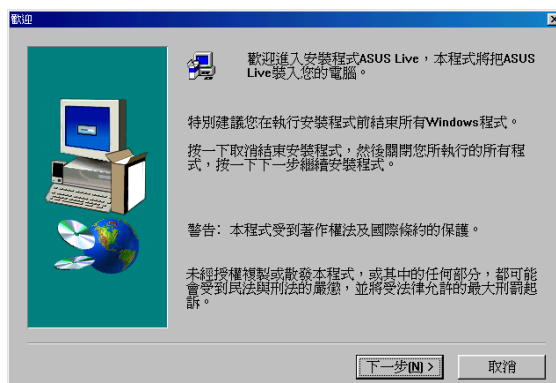 歡迎
歡迎進入安裝程式ASUS Live,本程式將把ASUS
Live裝入您的電腦。
特別建議您在執行安裝程式前結束所有Windows程式。
按一下取消結束安裝程式,然後關閉您所執行的所有程
式,按一下下一步繼續安裝程式。
警告: 本程式受到著作權法及國際條約的保護。
未經授權複製或散發本程式,或其中的任何部分,都可能
會受到民法與刑法的嚴懲,並將受法律允許的最大刑罰起
訴。
下一步(N) >
取消